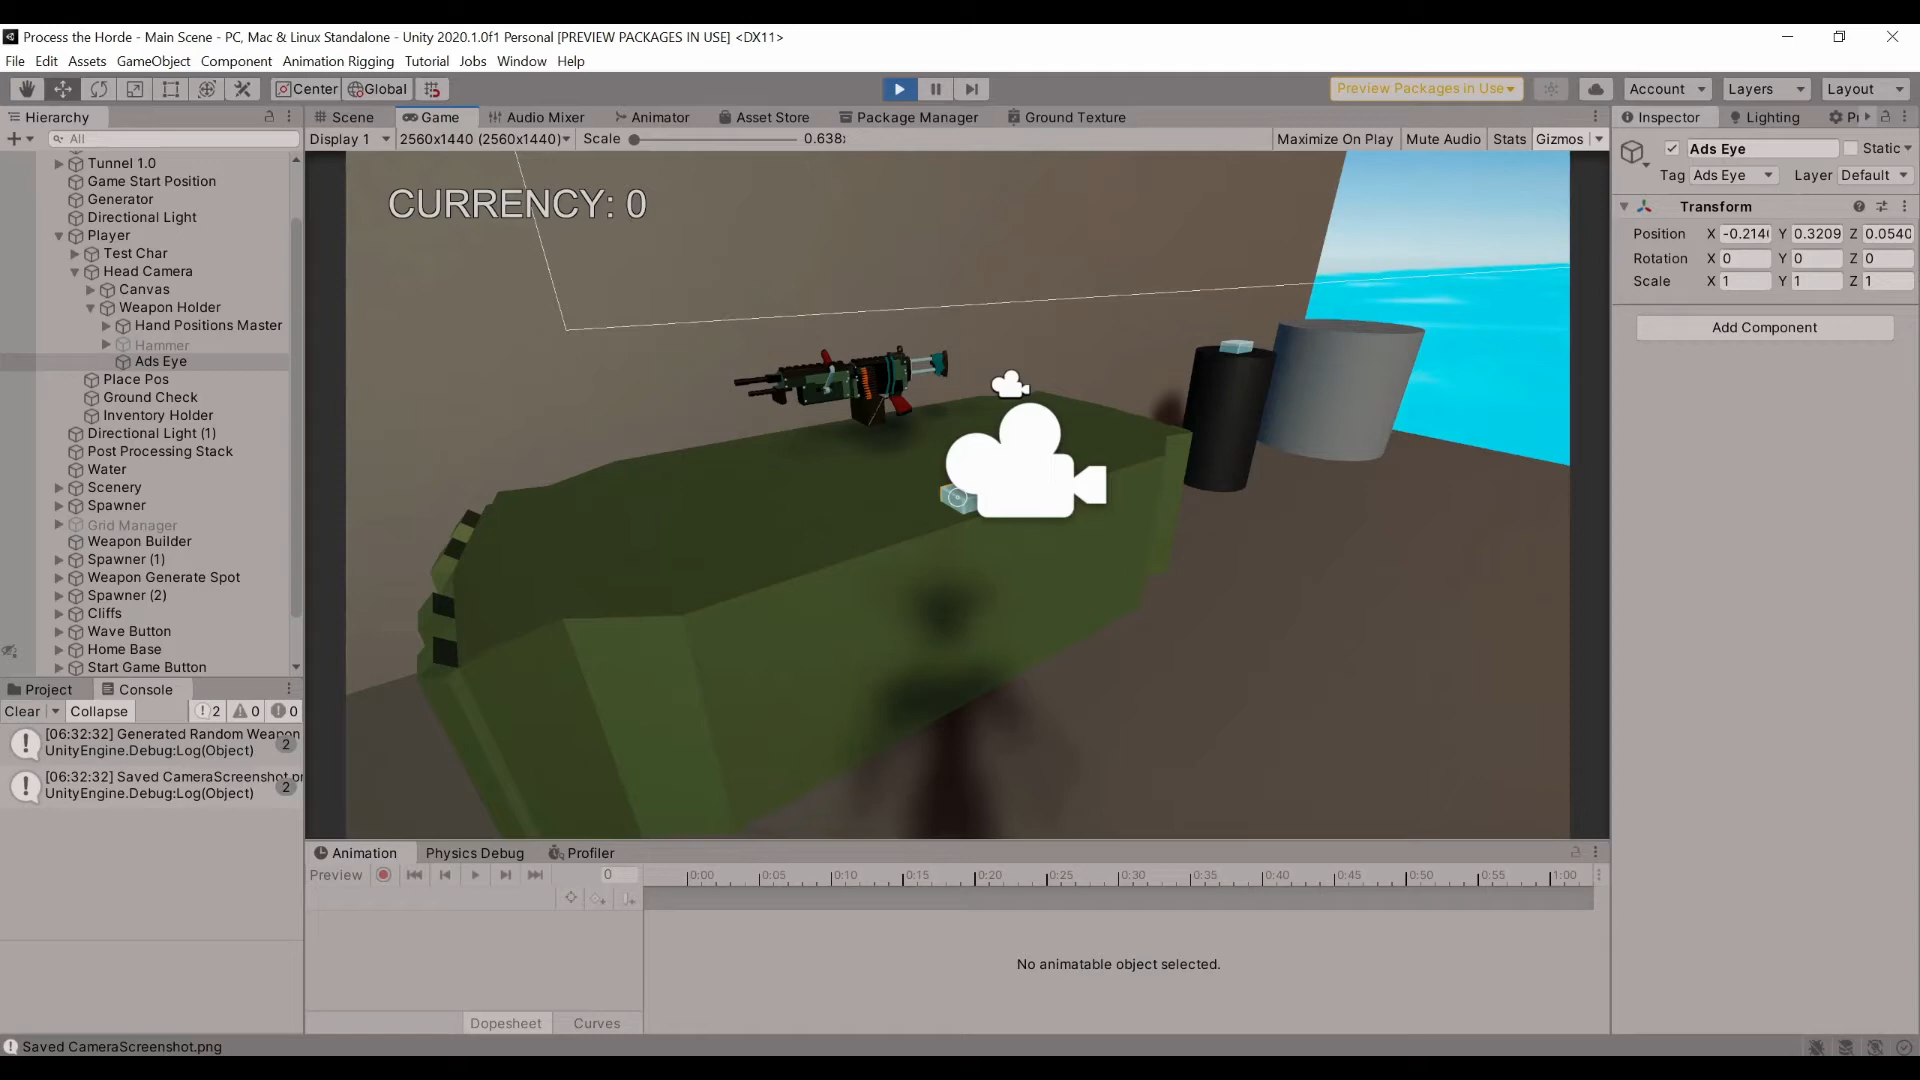 Process the Horde - Main Scene - PC, Mac & Linux Standalone - Unity 2020.1.0f1 Personal [PREVIEW PACKAGES IN USE] <DX11>
File Edit Assets GameObject Component Animation Rigging Tutorial Jobs Window Help
Center Global Preview Packages in Use Account Layers Layout
Hierarchy
All
Tunnel 1.0
Game Start Position
Generator
Directional Light
Player
Test Char
Head Camera
Canvas
Weapon Holder
Hand Positions Master
Hammer
Ads Eye
Place Pos
Ground Check
Inventory Holder
Directional Light (1)
Post Processing Stack
Water
Scenery
Spawner
Grid Manager
Weapon Builder
Spawner (1)
Weapon Generate Spot
Spawner (2)
Cliffs
Wave Button
Home Base
Start Game Button
Scene Game Audio Mixer Animator Asset Store Package Manager Ground Texture
Display 1 2560x1440 (2560x1440) Scale 0.638x Maximize On Play Mute Audio Stats Gizmos
CURRENCY: 0
Inspector Lighting
Ads Eye Static
Tag Ads Eye Layer Default
Transform
Position X -0.214 Y 0.3209 Z 0.0540
Rotation X 0 Y 0 Z 0
Scale X 1 Y 1 Z 1
Add Component
Project Console
Clear Collapse 2 0 0
[06:32:32] Generated Random Weapon
UnityEngine.Debug:Log(Object) 2
[06:32:32] Saved CameraScreenshot.pr
UnityEngine.Debug:Log(Object) 2
Animation Physics Debug Profiler
Preview 0 0:00 0:05 0:10 0:15 0:20 0:25 0:30 0:35 0:40 0:45 0:50 0:55 1:00
No animatable object selected.
Dopesheet Curves
Saved CameraScreenshot.png